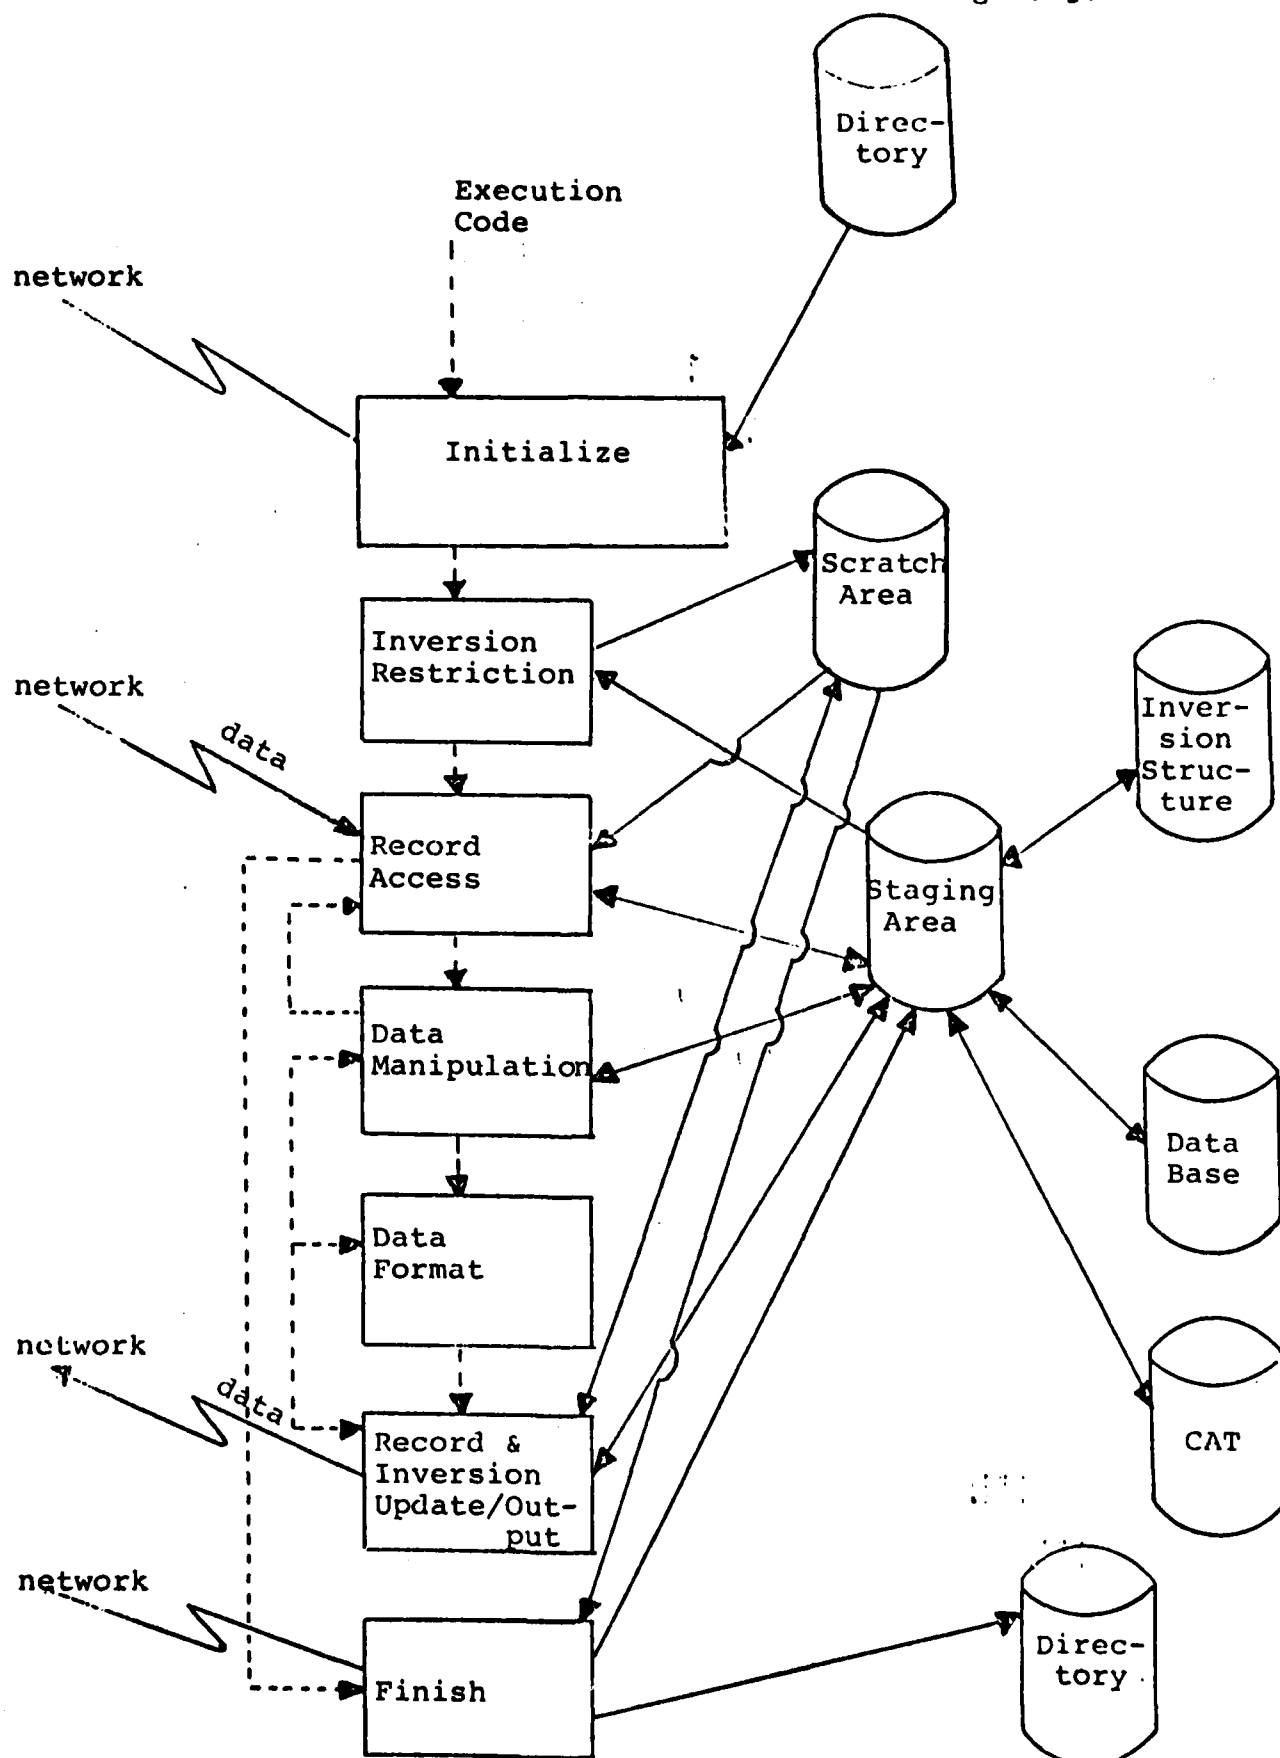 Direc-
tory
Execution
Code
network
Initialize
Scratch
Area
Inversion
Restriction
Inver-
sion
Struc-
ture
network
data
Record
Access
Staging
Area
Data
Manipulation
Data
Base
Data
Format
network
data
Record &
Inversion
Update/Out-
put
CAT
network
Finish
Direc-
tory